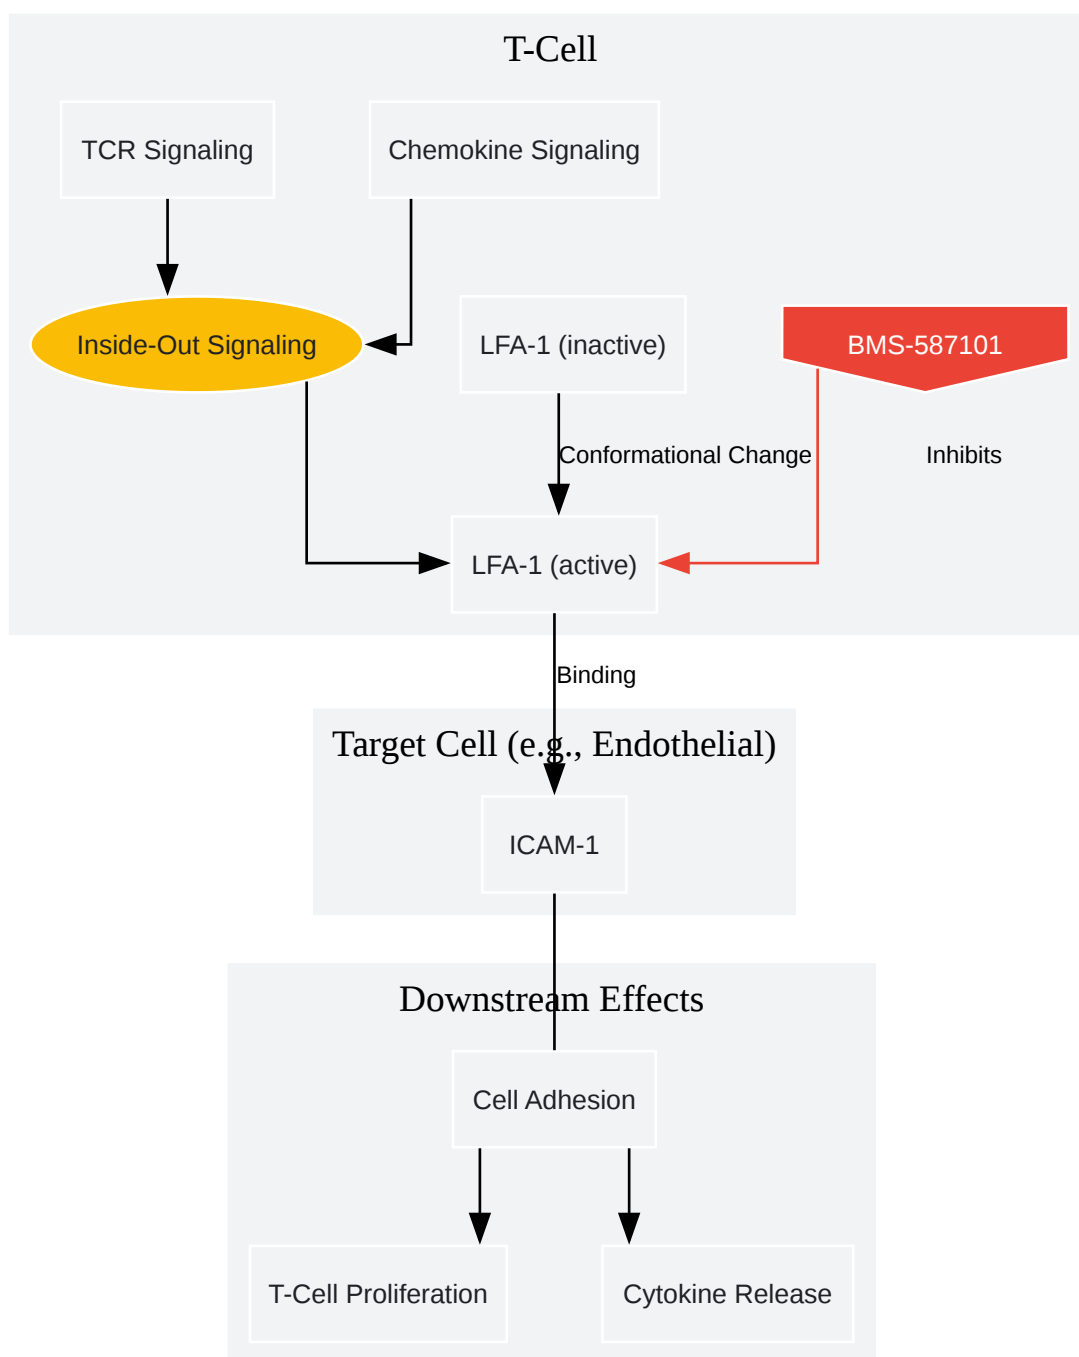 T-Cell
TCR Signaling
Chemokine Signaling
Inside-Out Signaling
LFA-1 (inactive)
BMS-587101
Conformational Change
Inhibits
LFA-1 (active)
Binding
Target Cell (e.g., Endothelial)
ICAM-1
Downstream Effects
Cell Adhesion
T-Cell Proliferation
Cytokine Release